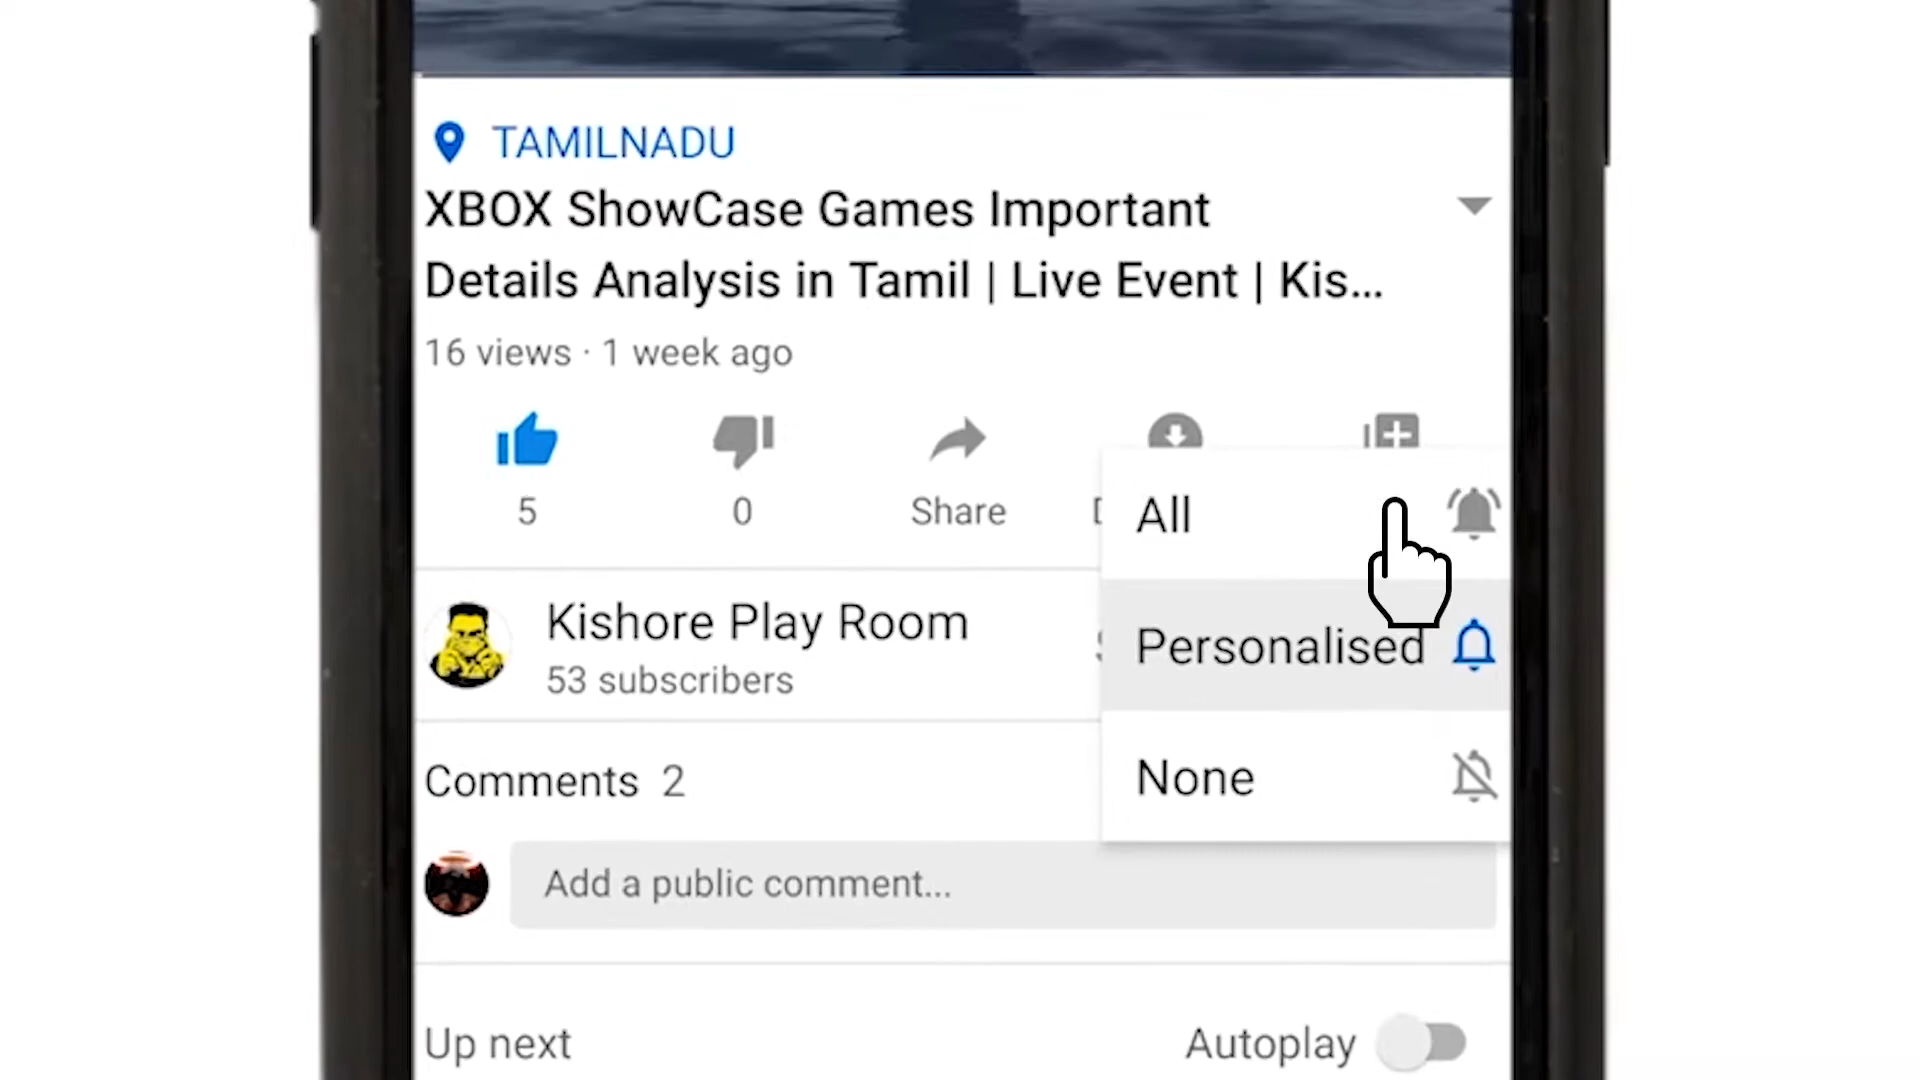 TAMILNADU
XBOX ShowCase Games Important
Details Analysis in Tamil | Live Event | Kis...
16 views · 1 week ago
5
0
Share
All
Kishore Play Room
53 subscribers
Personalised
Comments 2
None
Add a public comment...
Up next
Autoplay